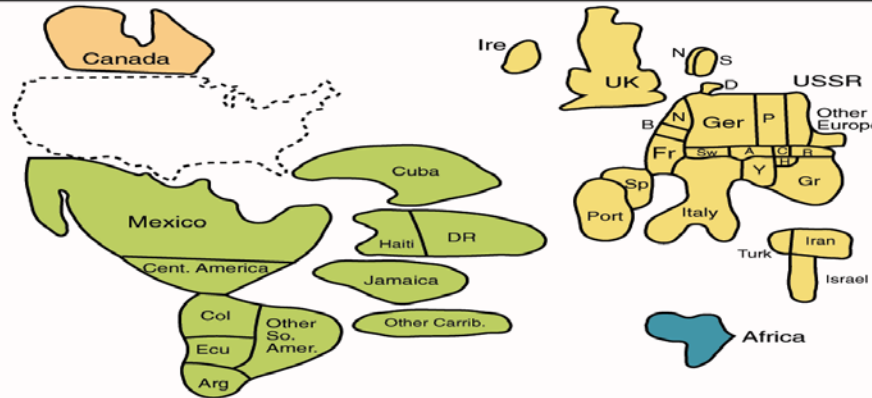 Canada
Ire
UK
N
S
D
USSR
B
N
Ger
P
Other
Europe
Fr
Sw
A
C
R
H
Y
Gr
Sp
Port
Italy
Turk
Iran
Israel
Cuba
Mexico
Haiti
DR
Cent. America
Jamaica
Col
Other
So.
Amer.
Other Carrib.
Ecu
Arg
Africa